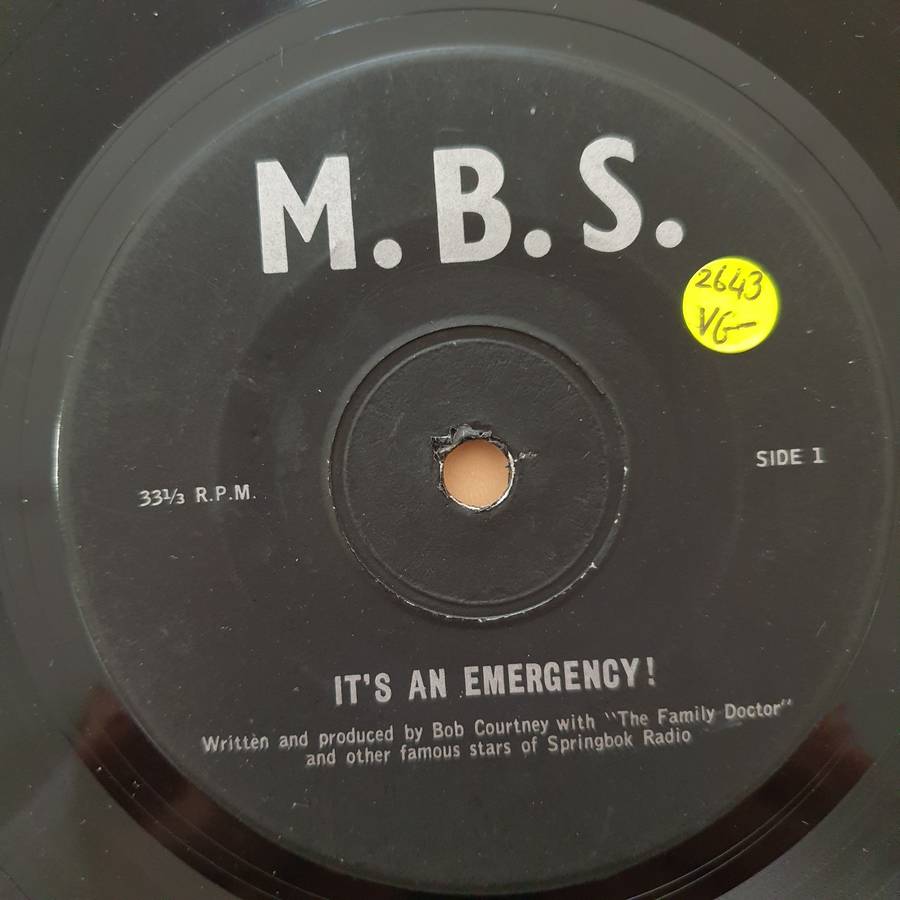 M.B.S.
2643
VG-
SIDE 1
33⅓ R.P.M.
IT'S AN EMERGENCY!
Written and produced by Bob Courtney with "The Family Doctor"
and other famous stars of Springbok Radio